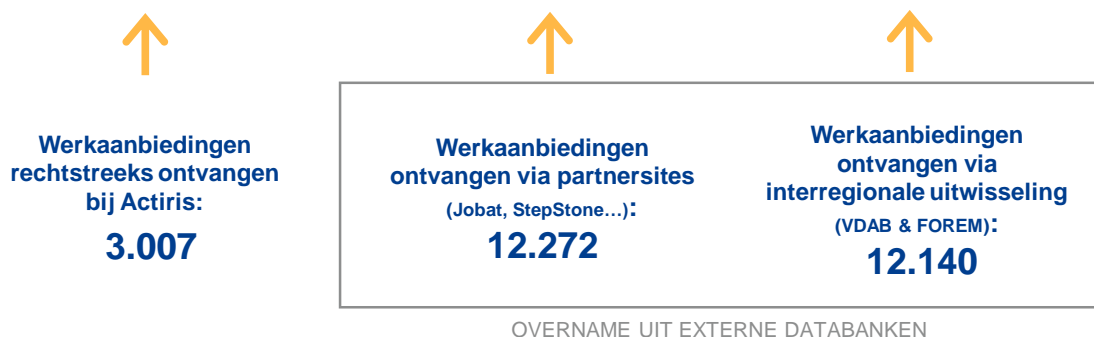 Werkaanbiedingen
rechtstreeks ontvangen
bij Actiris:
3.007
Werkaanbiedingen
ontvangen via partnersites
(Jobat, StepStone…):
12.272
Werkaanbiedingen
ontvangen via
interregionale uitwisseling
(VDAB & FOREM):
12.140
OVERNAME UIT EXTERNE DATABANKEN